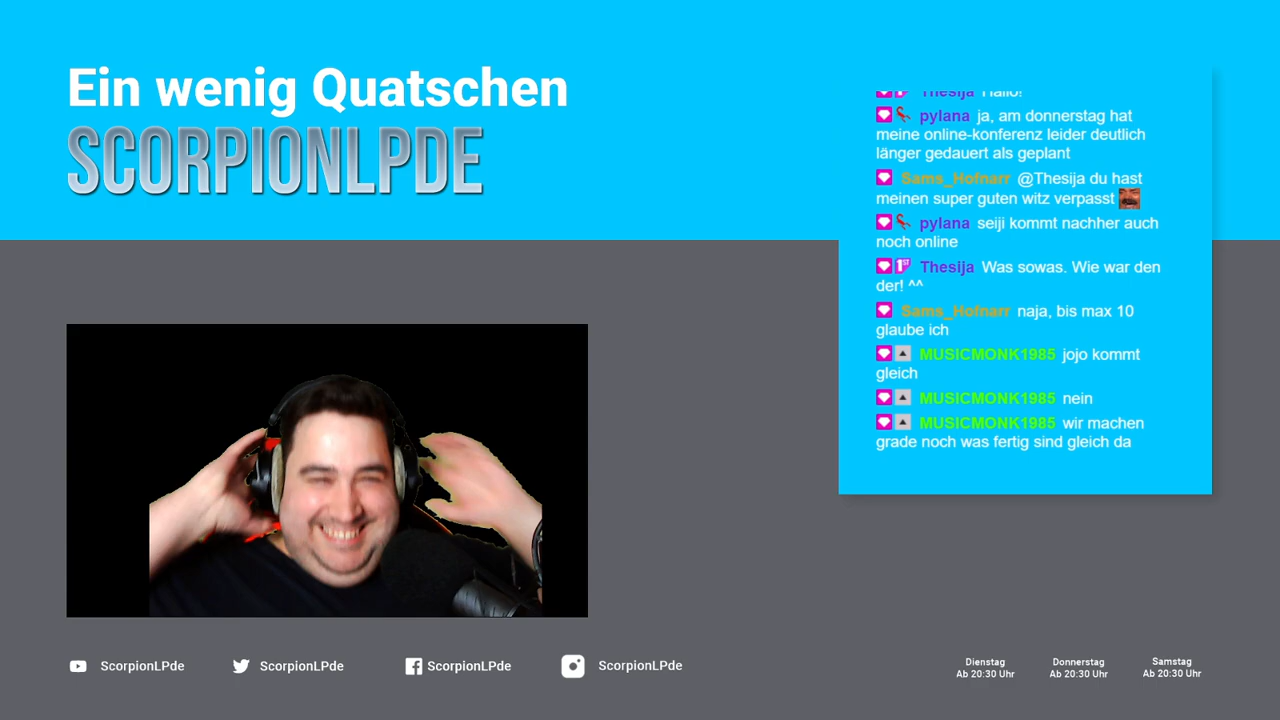 Ein wenig Quatschen
SCORPIONLPDE
Thesija Hallo!
pylana ja, am donnerstag hat
meine online-konferenz leider deutlich
länger gedauert als geplant
Sams_Hofnarr @Thesija du hast
meinen super guten witz verpasst
pylana seiji kommt nachher auch
noch online
1ST Thesija Was sowas. Wie war den
der! ^^
Sams_Hofnarr naja, bis max 10
glaube ich
MUSICMONK1985 jojo kommt
gleich
MUSICMONK1985 nein
MUSICMONK1985 wir machen
grade noch was fertig sind gleich da
ScorpionLPde
ScorpionLPde
ScorpionLPde
ScorpionLPde
Dienstag
Ab 20:30 Uhr
Donnerstag
Ab 20:30 Uhr
Samstag
Ab 20:30 Uhr